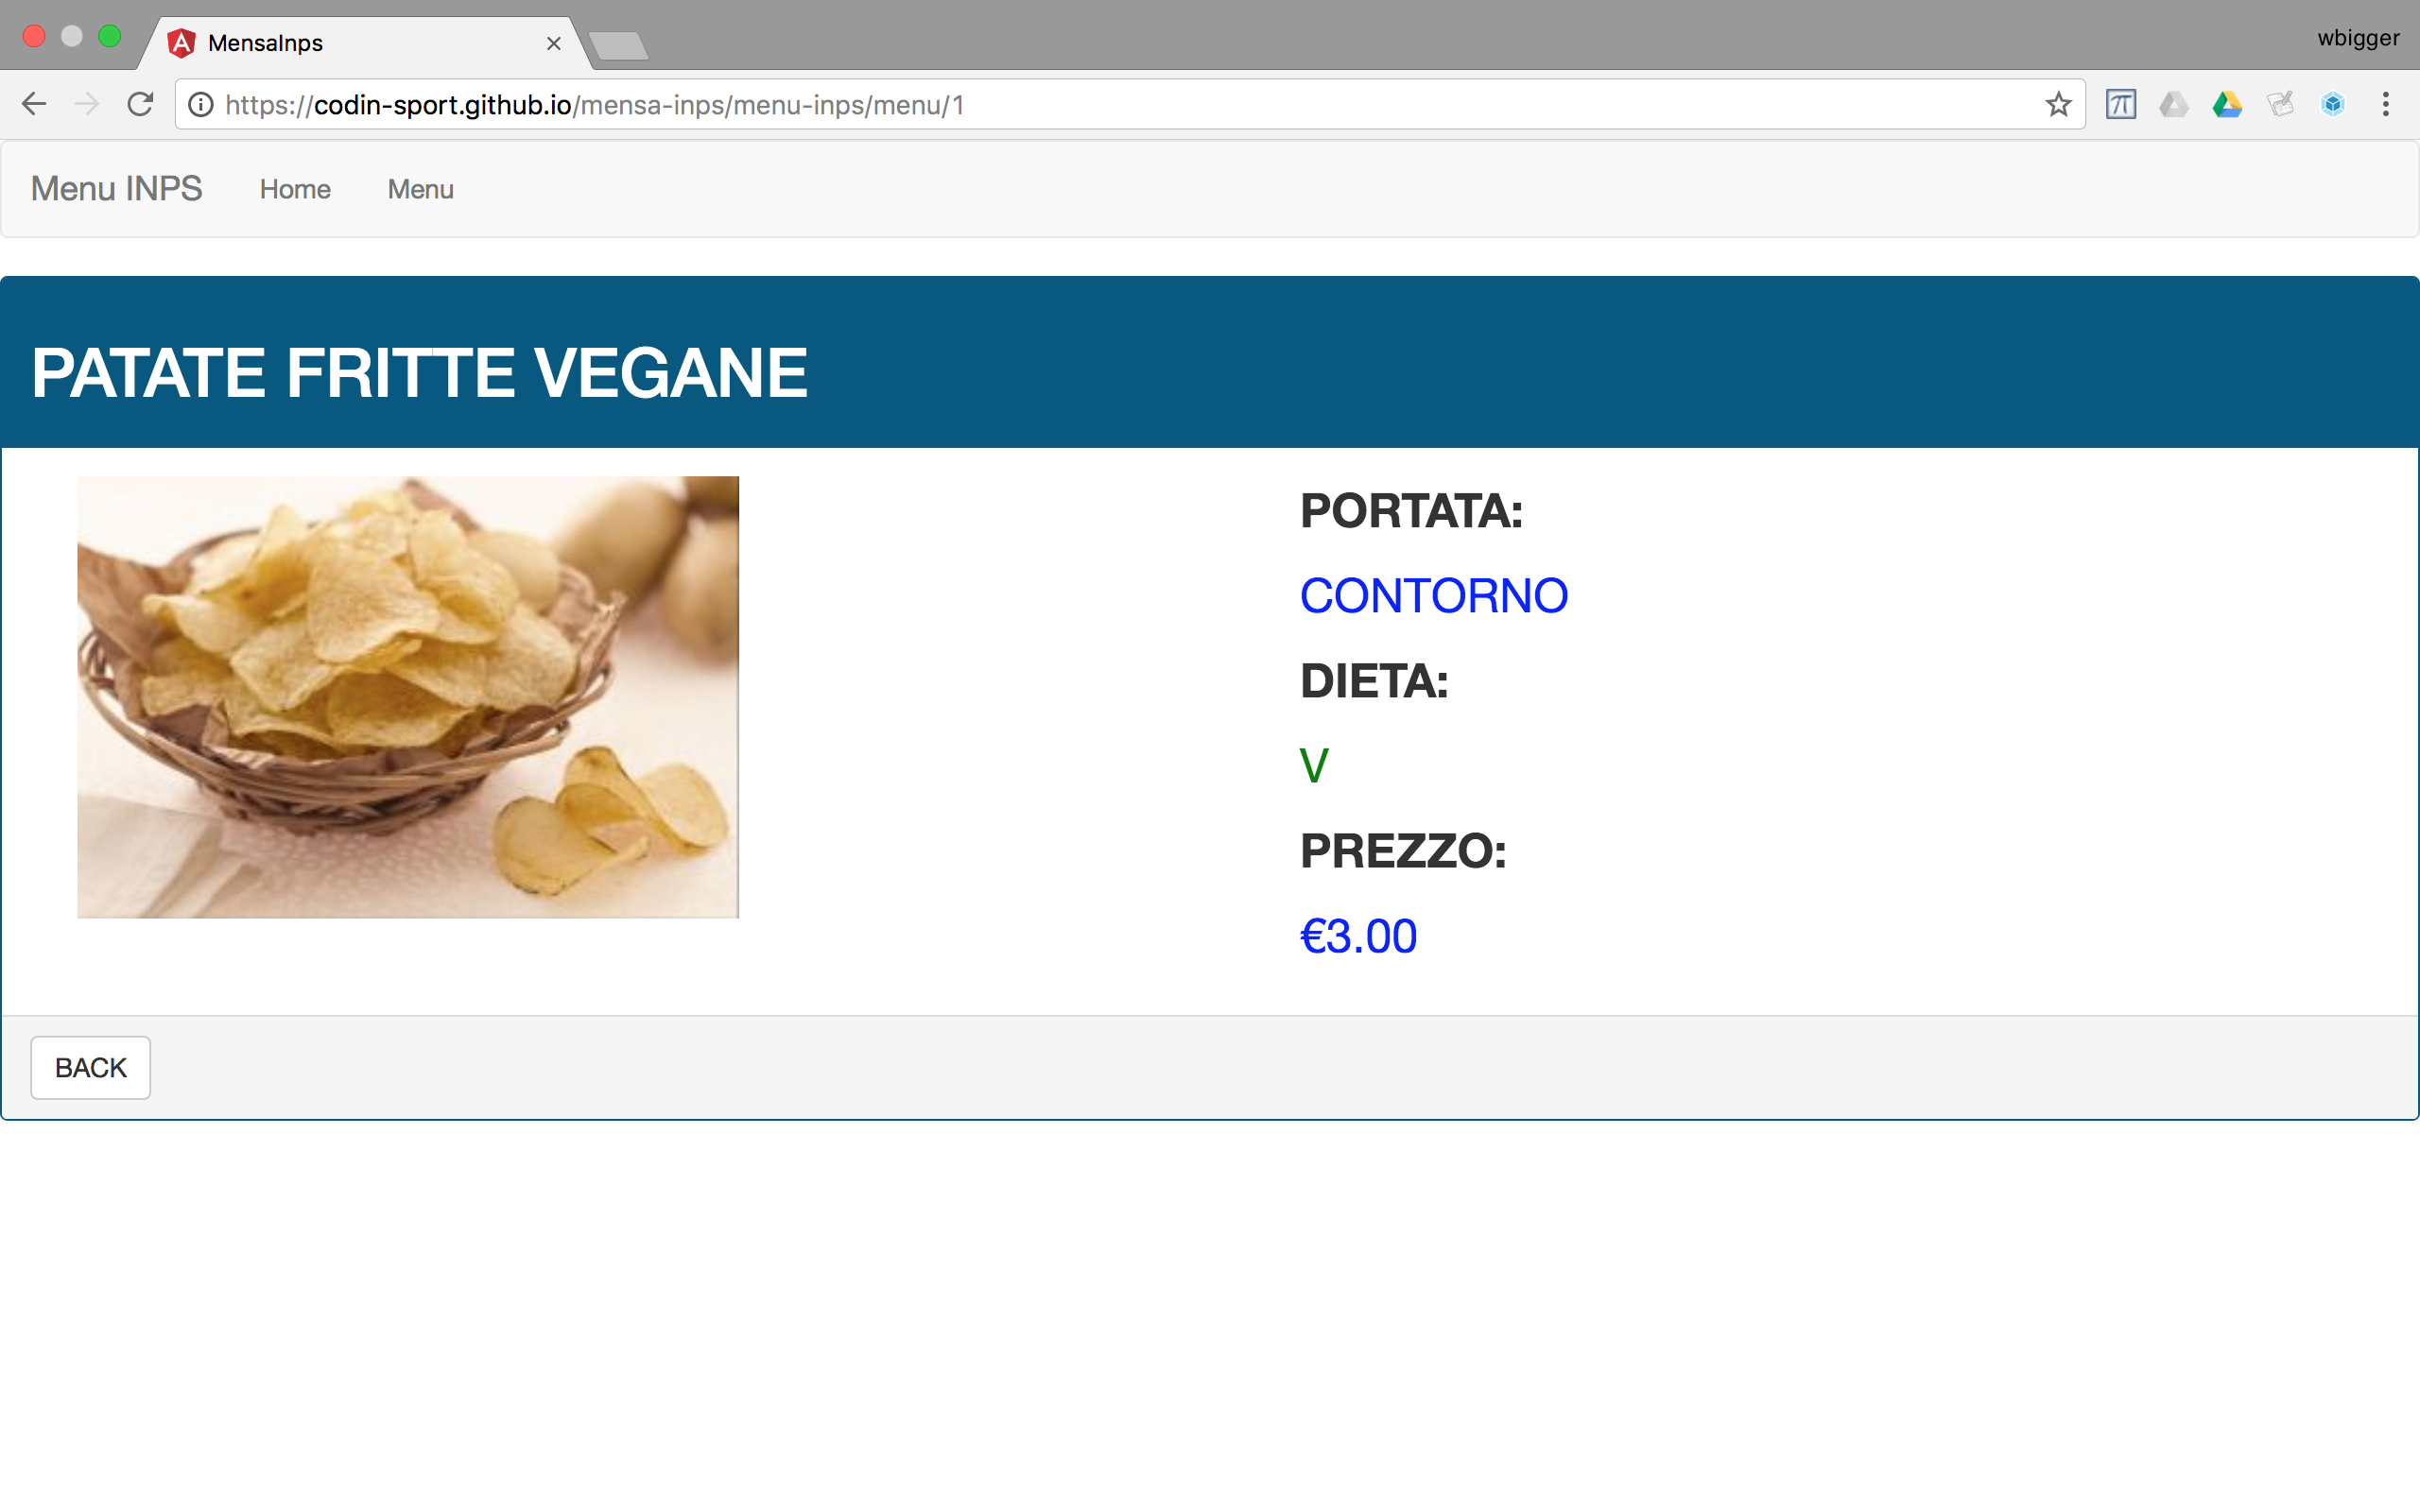 MensaInps
wbigger
https://codin-sport.github.io/mensa-inps/menu-inps/menu/1
Menu INPS Home Menu
PATATE FRITTE VEGANE
PORTATA:
CONTORNO
DIETA:
V
PREZZO:
€3.00
BACK